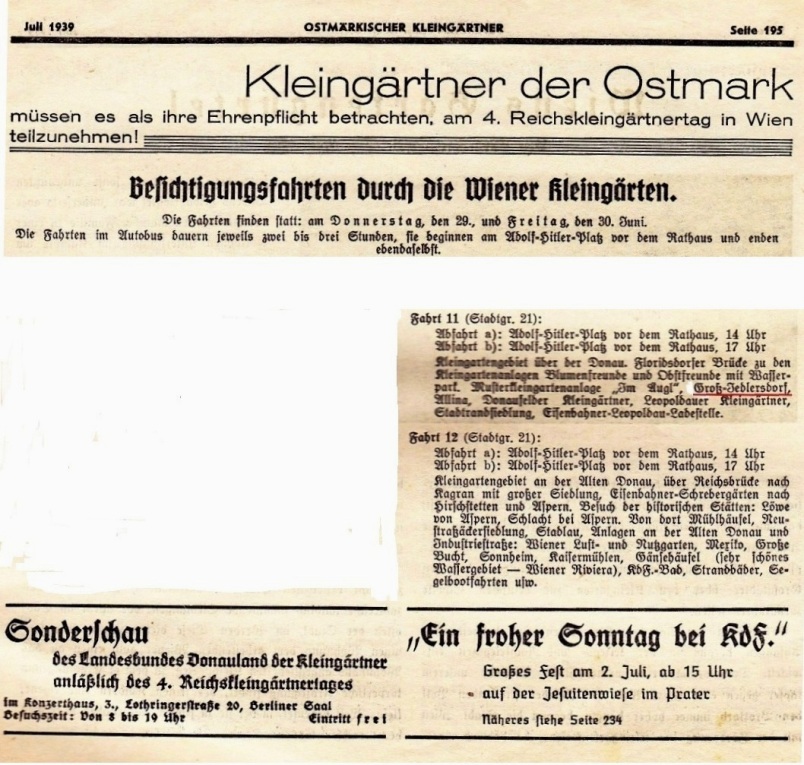 Juli 1939 OSTMÄRKISCHER KLEINGÄRTNER Seite 195
Kleingärtner der Ostmark
müssen es als ihre Ehrenpflicht betrachten, am 4. Reichskleingärtnertag in Wien
teilzunehmen!
Besichtigungsfahrten durch die Wiener Kleingärten.
Die Fahrten finden statt: am Donnerstag, den 29., und Freitag, den 30. Juni.
Die Fahrten im Autobus dauern jeweils zwei bis drei Stunden, sie beginnen am Adolf-Hitler-Platz vor dem Rathaus und enden
ebendaselbst.
Fahrt 11 (Stadtgr. 21):
Abfahrt a): Adolf-Hitler-Platz vor dem Rathaus, 14 Uhr
Abfahrt b): Adolf-Hitler-Platz vor dem Rathaus, 17 Uhr
Kleingartengebiet über der Donau. Floridsdorfer Brücke zu den
Kleingartenanlagen Blumenfreunde und Obstfreunde mit Wasser-
park. Musterkleingartenanlage „Im Augl", Groß-Jedlersdorf,
Allina, Donaufelder Kleingärtner, Leopoldauer Kleingärtner,
Stadtrandsiedlung, Eisenbahner-Leopoldau-Ladestelle.
Fahrt 12 (Stadtgr. 21):
Abfahrt a): Adolf-Hitler-Platz vor dem Rathaus, 14 Uhr
Abfahrt b): Adolf-Hitler-Platz vor dem Rathaus, 17 Uhr
Kleingartengebiet an der Alten Donau, über Reichsbrücke nach
Kagran mit großer Siedlung, Eisenbahner-Schrebergärten nach
Hirschstetten und Aspern. Besuch der historischen Stätten: Löwe
von Aspern, Schlacht bei Aspern. Von dort Mühlhäufel, Neu-
straßäckersiedlung, Stadlau, Anlagen an der Alten Donau und
Industriestraße: Wiener Luft- und Nutzgarten, Mexiko, Große
Bucht, Sonnheim, Kaisermühlen, Gänsehäufel (sehr schönes
Wassergebiet — Wiener Riviera), KdF.-Bad, Strandbäder, Se-
gelbootfahrten usw.
Sonderschau
des Landesbundes Donauland der Kleingärtner
anläßlich des 4. Reichskleingärtnertages
im Konzerthaus, 3., Lothringerstraße 20, Berliner Saal
Besuchszeit: Von 8 bis 19 Uhr Eintritt frei
„Ein froher Sonntag bei KdF."
Großes Fest am 2. Juli, ab 15 Uhr
auf der Jesuitenwiese im Prater
Näheres siehe Seite 234